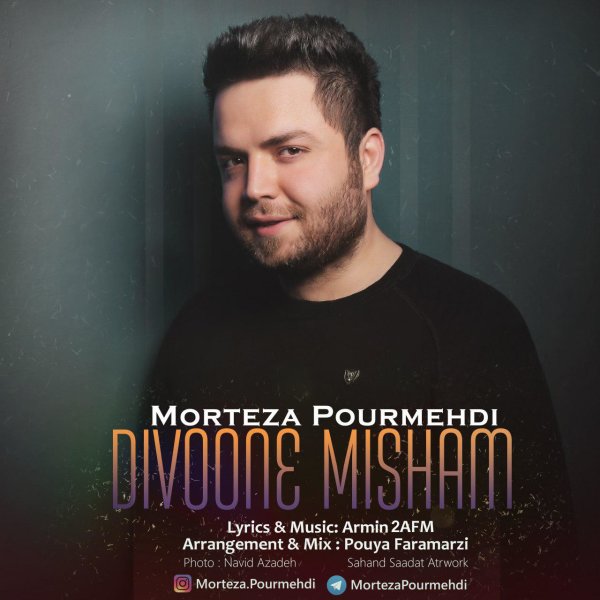 MORTEZA POURMEHDI
DIVOONE MISHAM
Lyrics & Music: Armin 2AFM
Arrangement & Mix : Pouya Faramarzi
Photo : Navid Azadeh Sahand Saadat Atrwork
Morteza.Pourmehdi MortezaPourmehdi